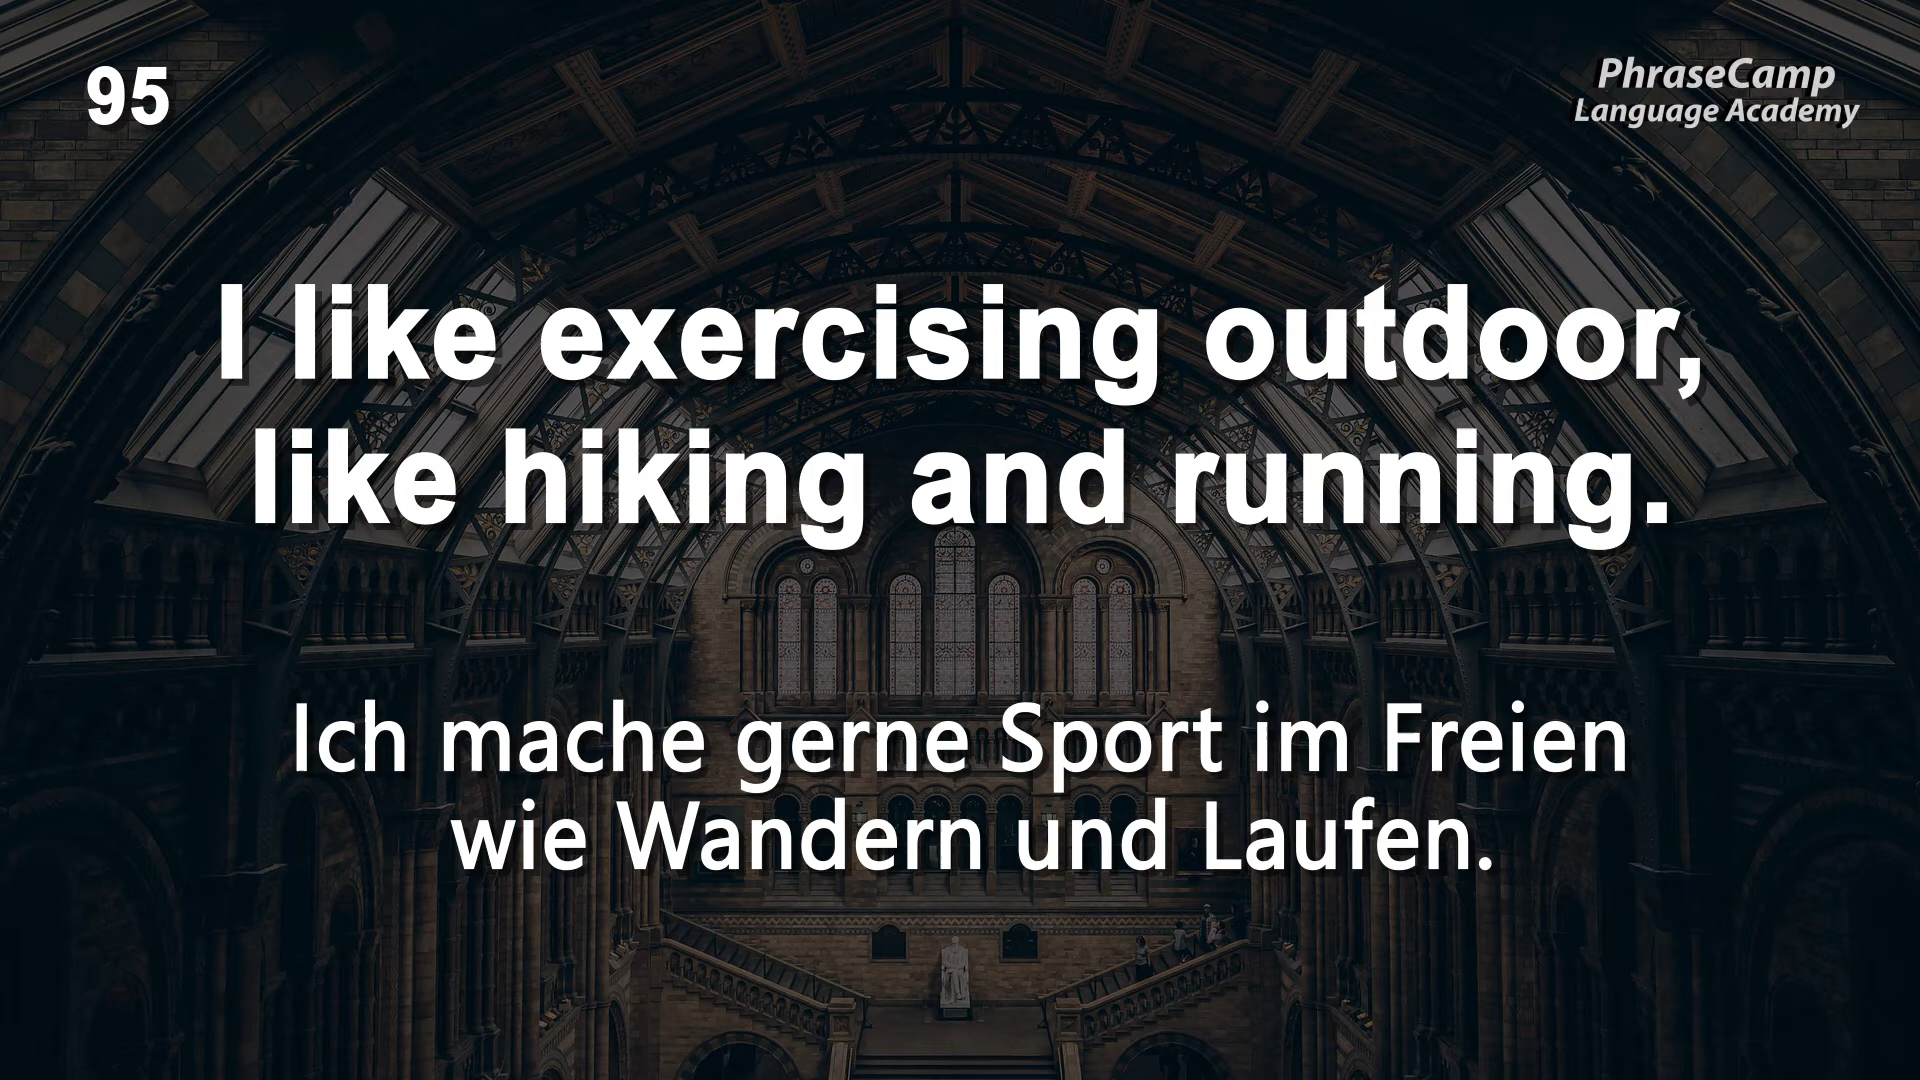 95
PhraseCamp
Language Academy
I like exercising outdoor,
like hiking and running.
Ich mache gerne Sport im Freien
wie Wandern und Laufen.